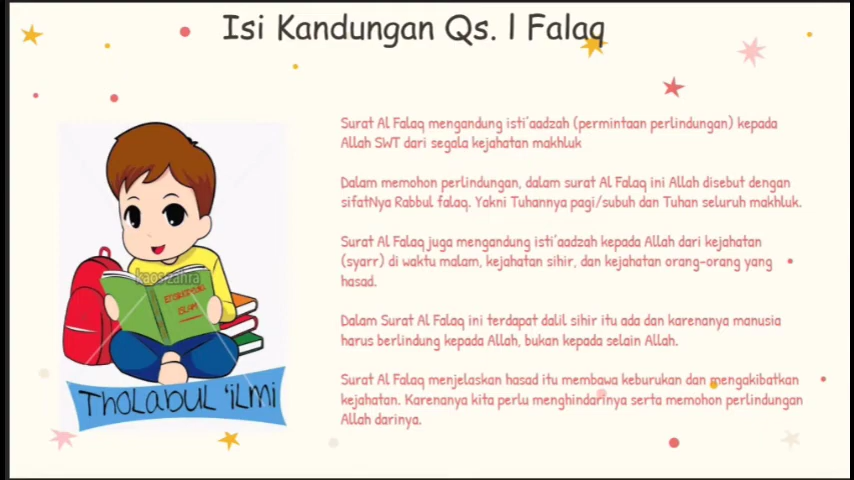 Isi Kandungan Qs. l Falaq
Surat Al Falaq mengandung isti'aadzah (permintaan perlindungan) kepada
Allah SWT dari segala kejahatan makhluk
Dalam memohon perlindungan, dalam surat Al Falaq ini Allah disebut dengan
sifatNya Rabbul falaq. Yakni Tuhannya pagi/subuh dan Tuhan seluruh makhluk.
Surat Al Falaq juga mengandung isti'aadzah kepada Allah dari kejahatan
(syarr) di waktu malam, kejahatan sihir, dan kejahatan orang-orang yang
hasad.
Dalam Surat Al Falaq ini terdapat dalil sihir itu ada dan karenanya manusia
harus berlindung kepada Allah, bukan kepada selain Allah.
Surat Al Falaq menjelaskan hasad itu membawa keburukan dan mengakibatkan
kejahatan. Karenanya kita perlu menghindarinya serta memohon perlindungan
Allah darinya.
kaos zahra
ISLAM
THOLABUL 'ILMI